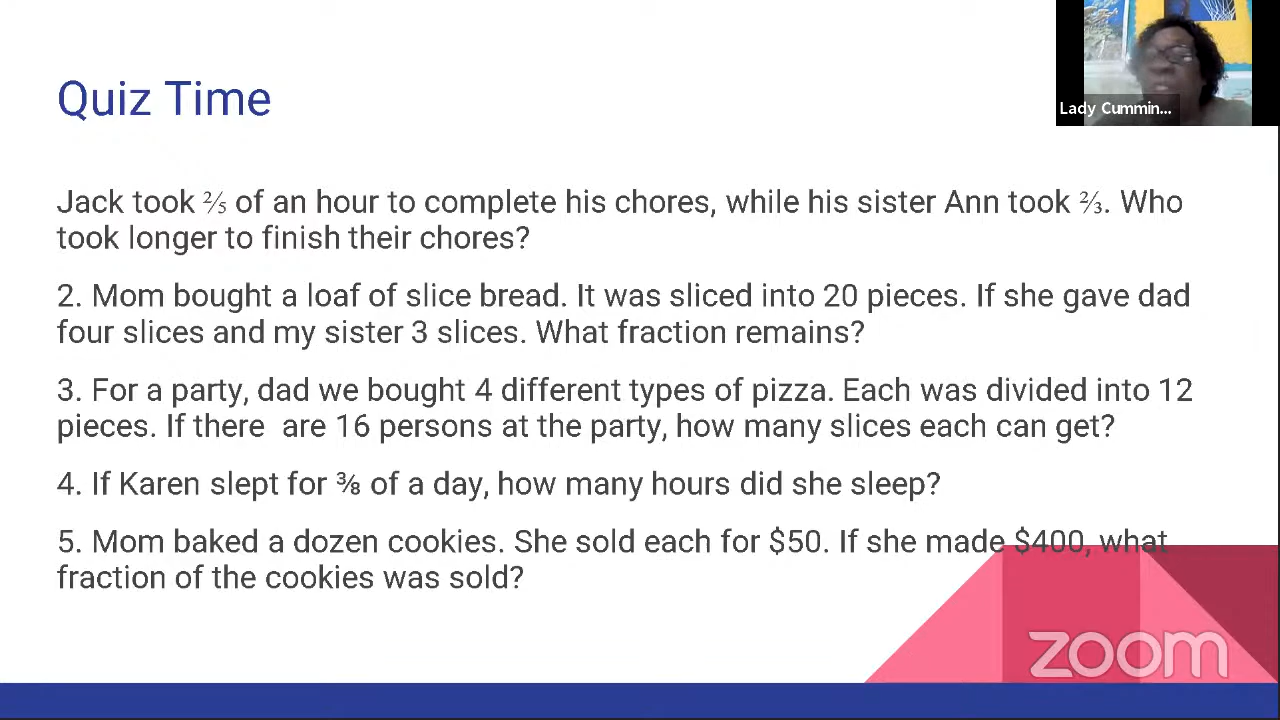 Quiz Time
Lady Cummin...
Jack took ⅖ of an hour to complete his chores, while his sister Ann took ⅔. Who
took longer to finish their chores?
2. Mom bought a loaf of slice bread. It was sliced into 20 pieces. If she gave dad
four slices and my sister 3 slices. What fraction remains?
3. For a party, dad we bought 4 different types of pizza. Each was divided into 12
pieces. If there  are 16 persons at the party, how many slices each can get?
4. If Karen slept for ⅜ of a day, how many hours did she sleep?
5. Mom baked a dozen cookies. She sold each for $50. If she made $400, what
fraction of the cookies was sold?
zoom